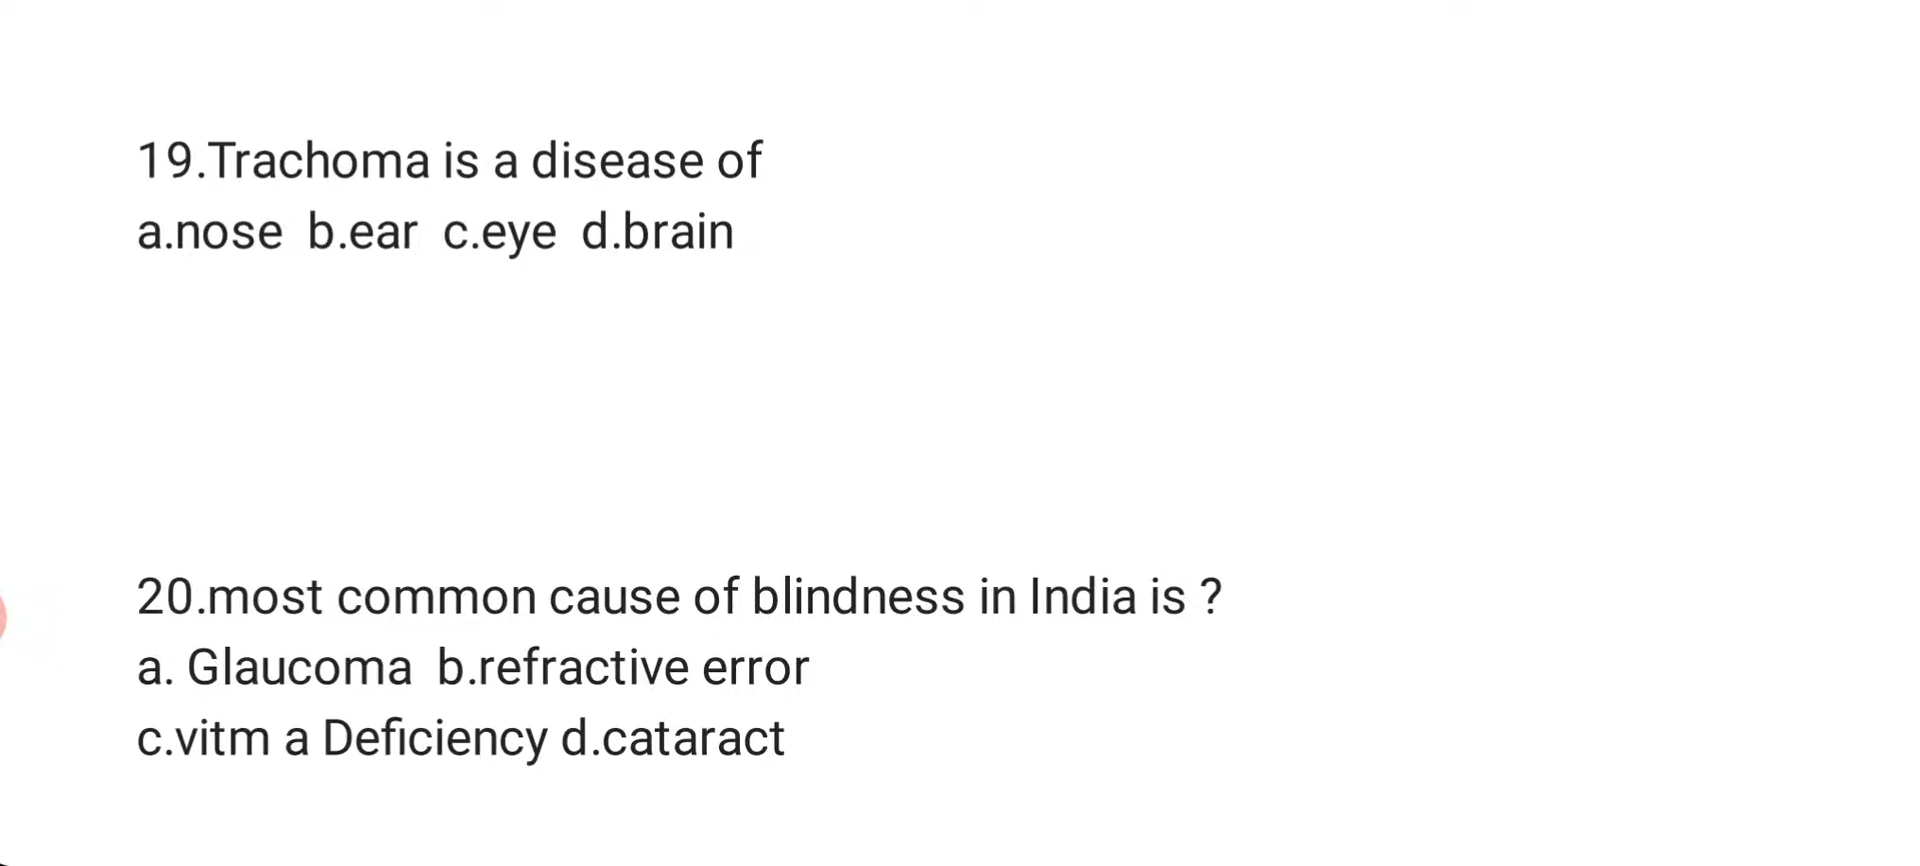 19.Trachoma is a disease of
a.nose b.ear c.eye d.brain
20.most common cause of blindness in India is ?
a. Glaucoma b.refractive error
c.vitm a Deficiency d.cataract